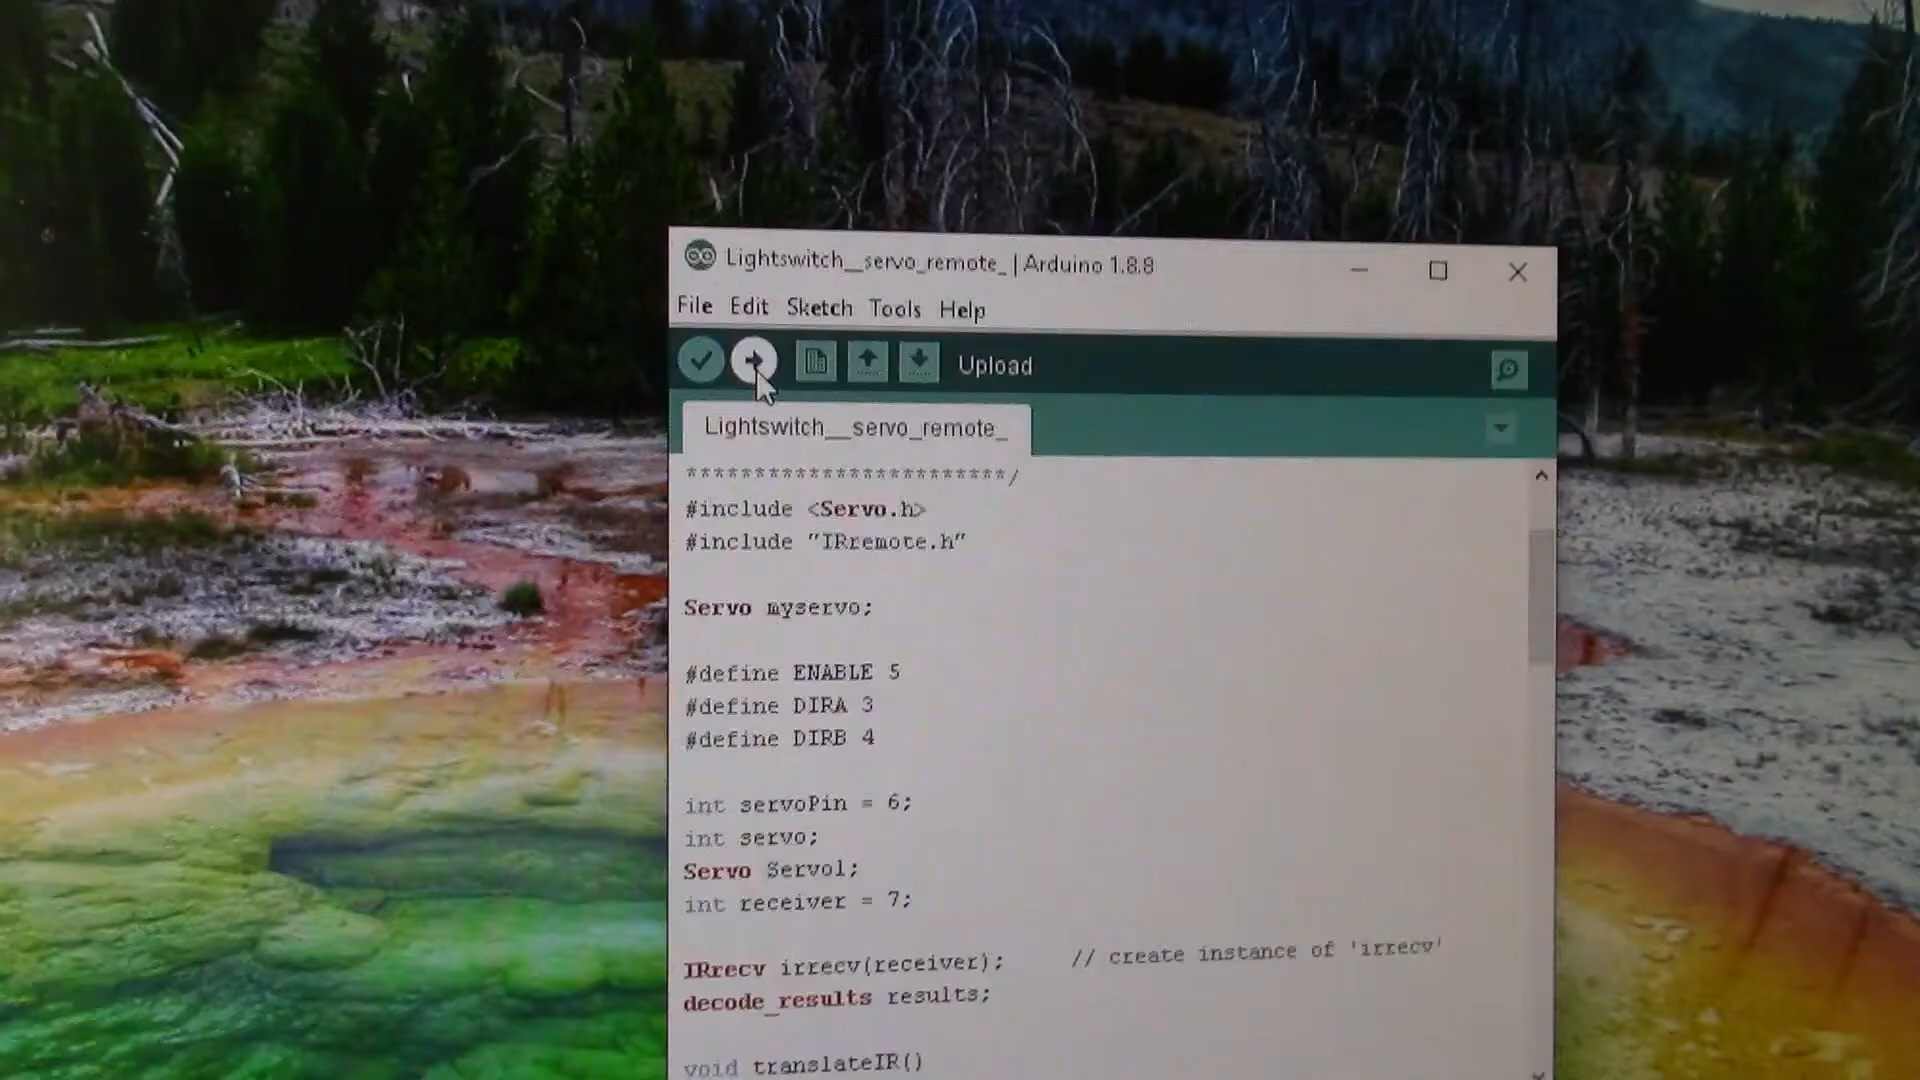 Lightswitch__servo_remote_ | Arduino 1.8.8
File Edit Sketch Tools Help
Upload
Lightswitch__servo_remote_
************************/
#include <Servo.h>
#include "IRremote.h"
Servo myservo;
#define ENABLE 5
#define DIRA 3
#define DIRB 4
int servoPin = 6;
int servo;
Servo Servo1;
int receiver = 7;
IRrecv irrecv(receiver); // create instance of 'irrecv'
decode_results results;
void translateIR()